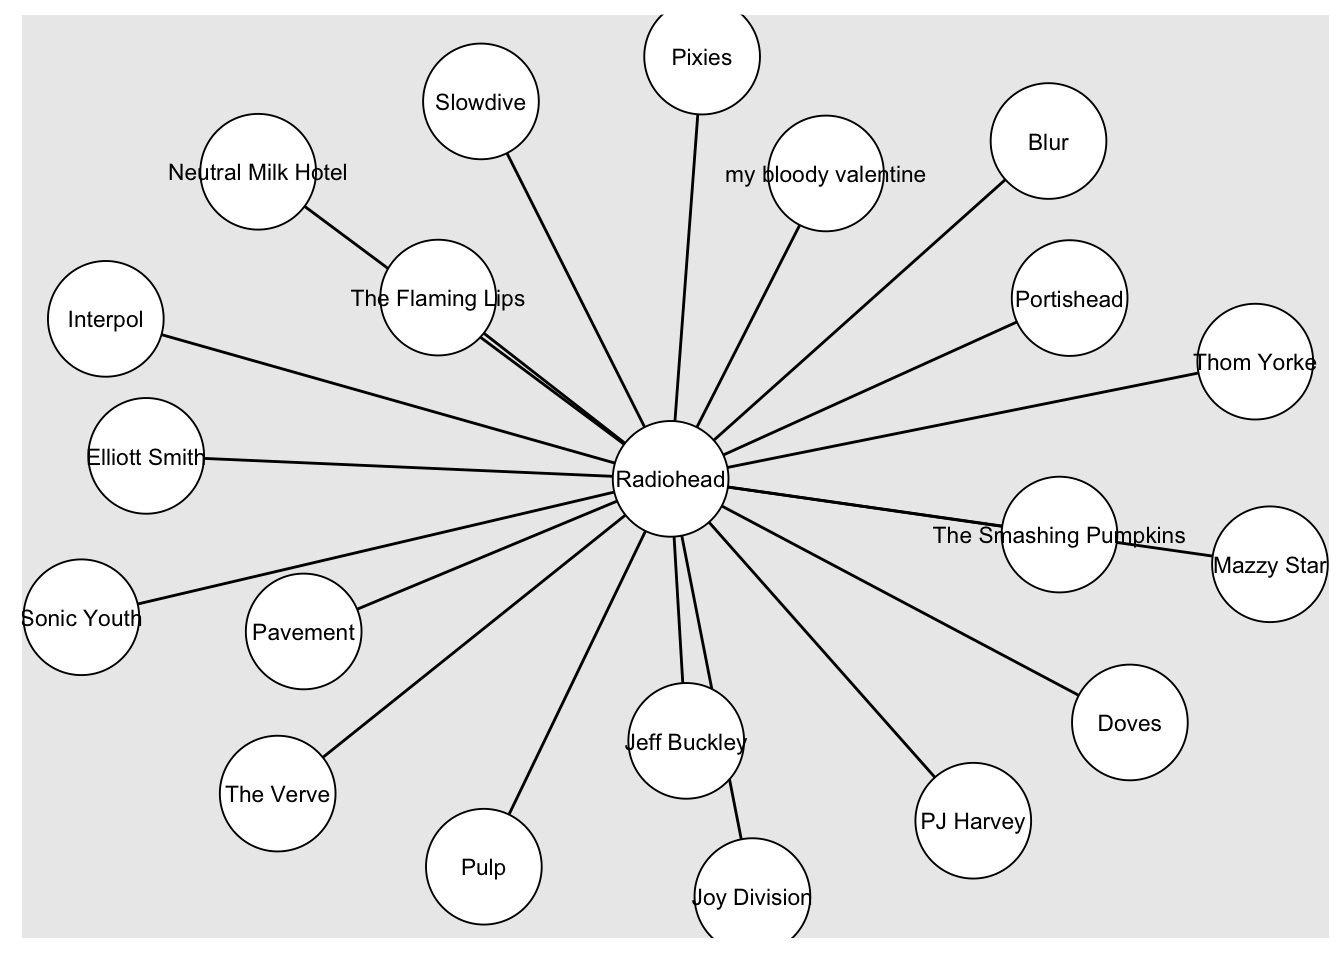 Pixies
Slowdive
Blur
Neutral Milk Hotel
my bloody valentine
The Flaming Lips
Portishead
Interpol
Thom Yorke
Elliott Smith
Radiohead
The Smashing Pumpkins
Mazzy Star
Sonic Youth
Pavement
Doves
Jeff Buckley
The Verve
PJ Harvey
Pulp
Joy Division